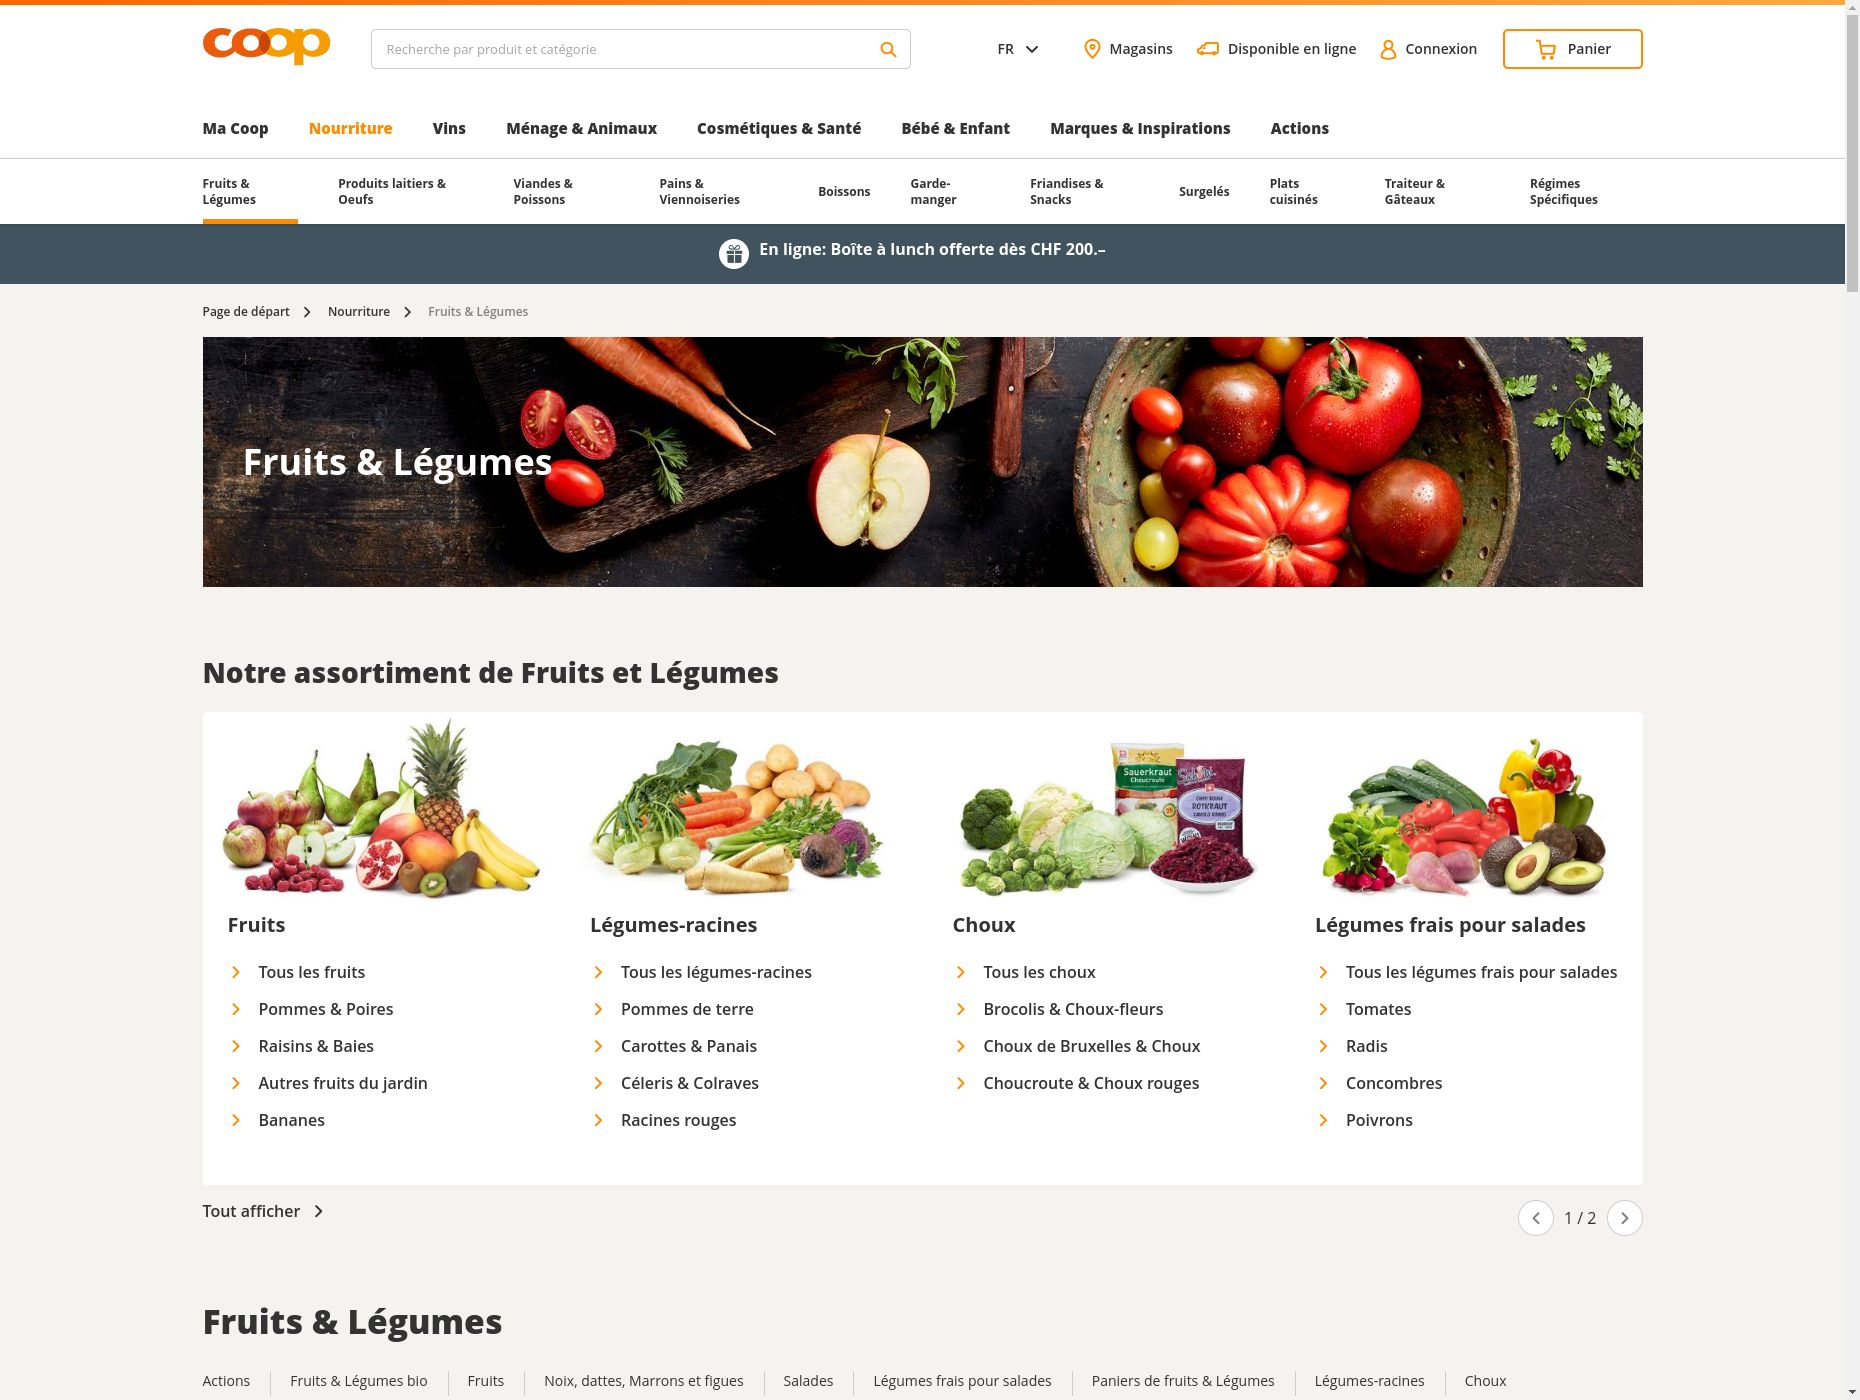 coop
Recherche par produit et catégorie
FR
Magasins
Disponible en ligne
Connexion
Panier
Ma Coop
Nourriture
Vins
Ménage & Animaux
Cosmétiques & Santé
Bébé & Enfant
Marques & Inspirations
Actions
Fruits &
Légumes
Produits laitiers &
Oeufs
Viandes &
Poissons
Pains &
Viennoiseries
Boissons
Garde-
manger
Friandises &
Snacks
Surgelés
Plats
cuisinés
Traiteur &
Gâteaux
Régimes
Spécifiques
En ligne: Boîte à lunch offerte dès CHF 200.–
Page de départ
Nourriture
Fruits & Légumes
Fruits & Légumes
Notre assortiment de Fruits et Légumes
Sauerkraut
Choucroute
CHOU ROUGE
ROTKRAUT
CAVOLO ROSSO
Fruits
Tous les fruits
Pommes & Poires
Raisins & Baies
Autres fruits du jardin
Bananes
Légumes-racines
Tous les légumes-racines
Pommes de terre
Carottes & Panais
Céleris & Colraves
Racines rouges
Choux
Tous les choux
Brocolis & Choux-fleurs
Choux de Bruxelles & Choux
Choucroute & Choux rouges
Légumes frais pour salades
Tous les légumes frais pour salades
Tomates
Radis
Concombres
Poivrons
Tout afficher
1 / 2
Fruits & Légumes
Actions
Fruits & Légumes bio
Fruits
Noix, dattes, Marrons et figues
Salades
Légumes frais pour salades
Paniers de fruits & Légumes
Légumes-racines
Choux